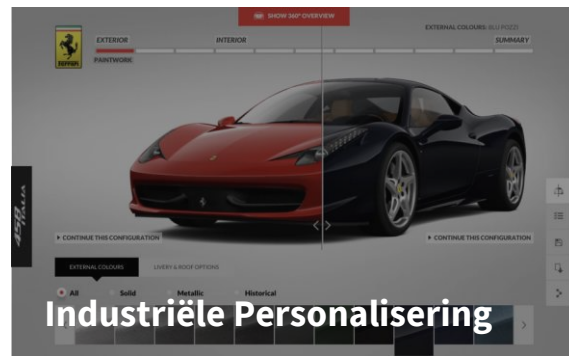 SHOW 360° OVERVIEW
EXTERNAL COLOURS: BLU POZZI
EXTERIOR
INTERIOR
SUMMARY
PAINTWORK
Ferrari
458
ITALIA
CONTINUE THIS CONFIGURATION
CONTINUE THIS CONFIGURATION
EXTERNAL COLOURS
LIVERY & ROOF OPTIONS
All
Solid
Metallic
Historical
Industriële Personalisering